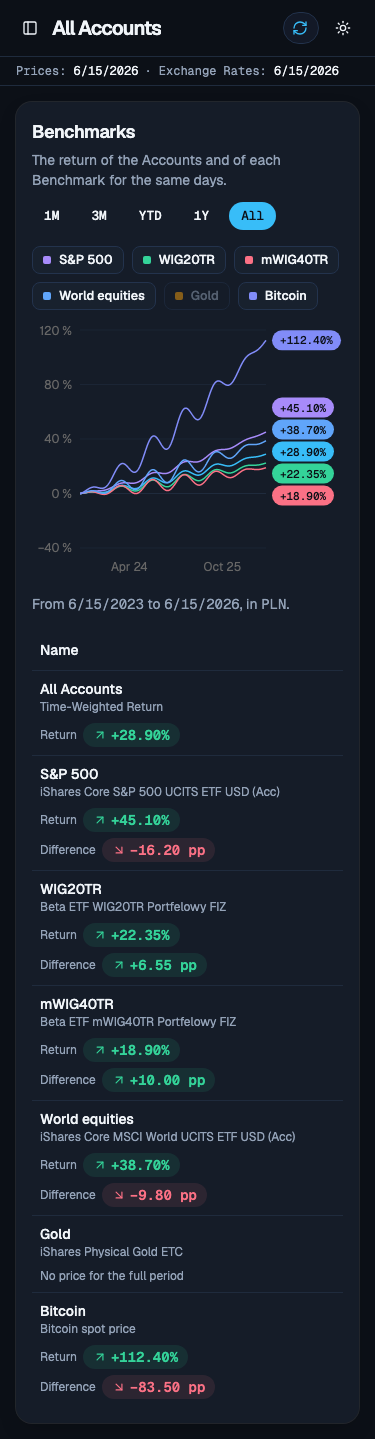 All Accounts
Prices: 6/15/2026 · Exchange Rates: 6/15/2026
Benchmarks
The return of the Accounts and of each
Benchmark for the same days.
1M 3M YTD 1Y All
S&P 500 WIG20TR mWIG40TR
World equities Gold Bitcoin
120 %
80 %
40 %
0 %
−40 %
Apr 24 Oct 25
+112.40%
+45.10%
+38.70%
+28.90%
+22.35%
+18.90%
From 6/15/2023 to 6/15/2026, in PLN.
Name
All Accounts
Time-Weighted Return
Return +28.90%
S&P 500
iShares Core S&P 500 UCITS ETF USD (Acc)
Return +45.10%
Difference −16.20 pp
WIG20TR
Beta ETF WIG20TR Portfelowy FIZ
Return +22.35%
Difference +6.55 pp
mWIG40TR
Beta ETF mWIG40TR Portfelowy FIZ
Return +18.90%
Difference +10.00 pp
World equities
iShares Core MSCI World UCITS ETF USD (Acc)
Return +38.70%
Difference −9.80 pp
Gold
iShares Physical Gold ETC
No price for the full period
Bitcoin
Bitcoin spot price
Return +112.40%
Difference −83.50 pp